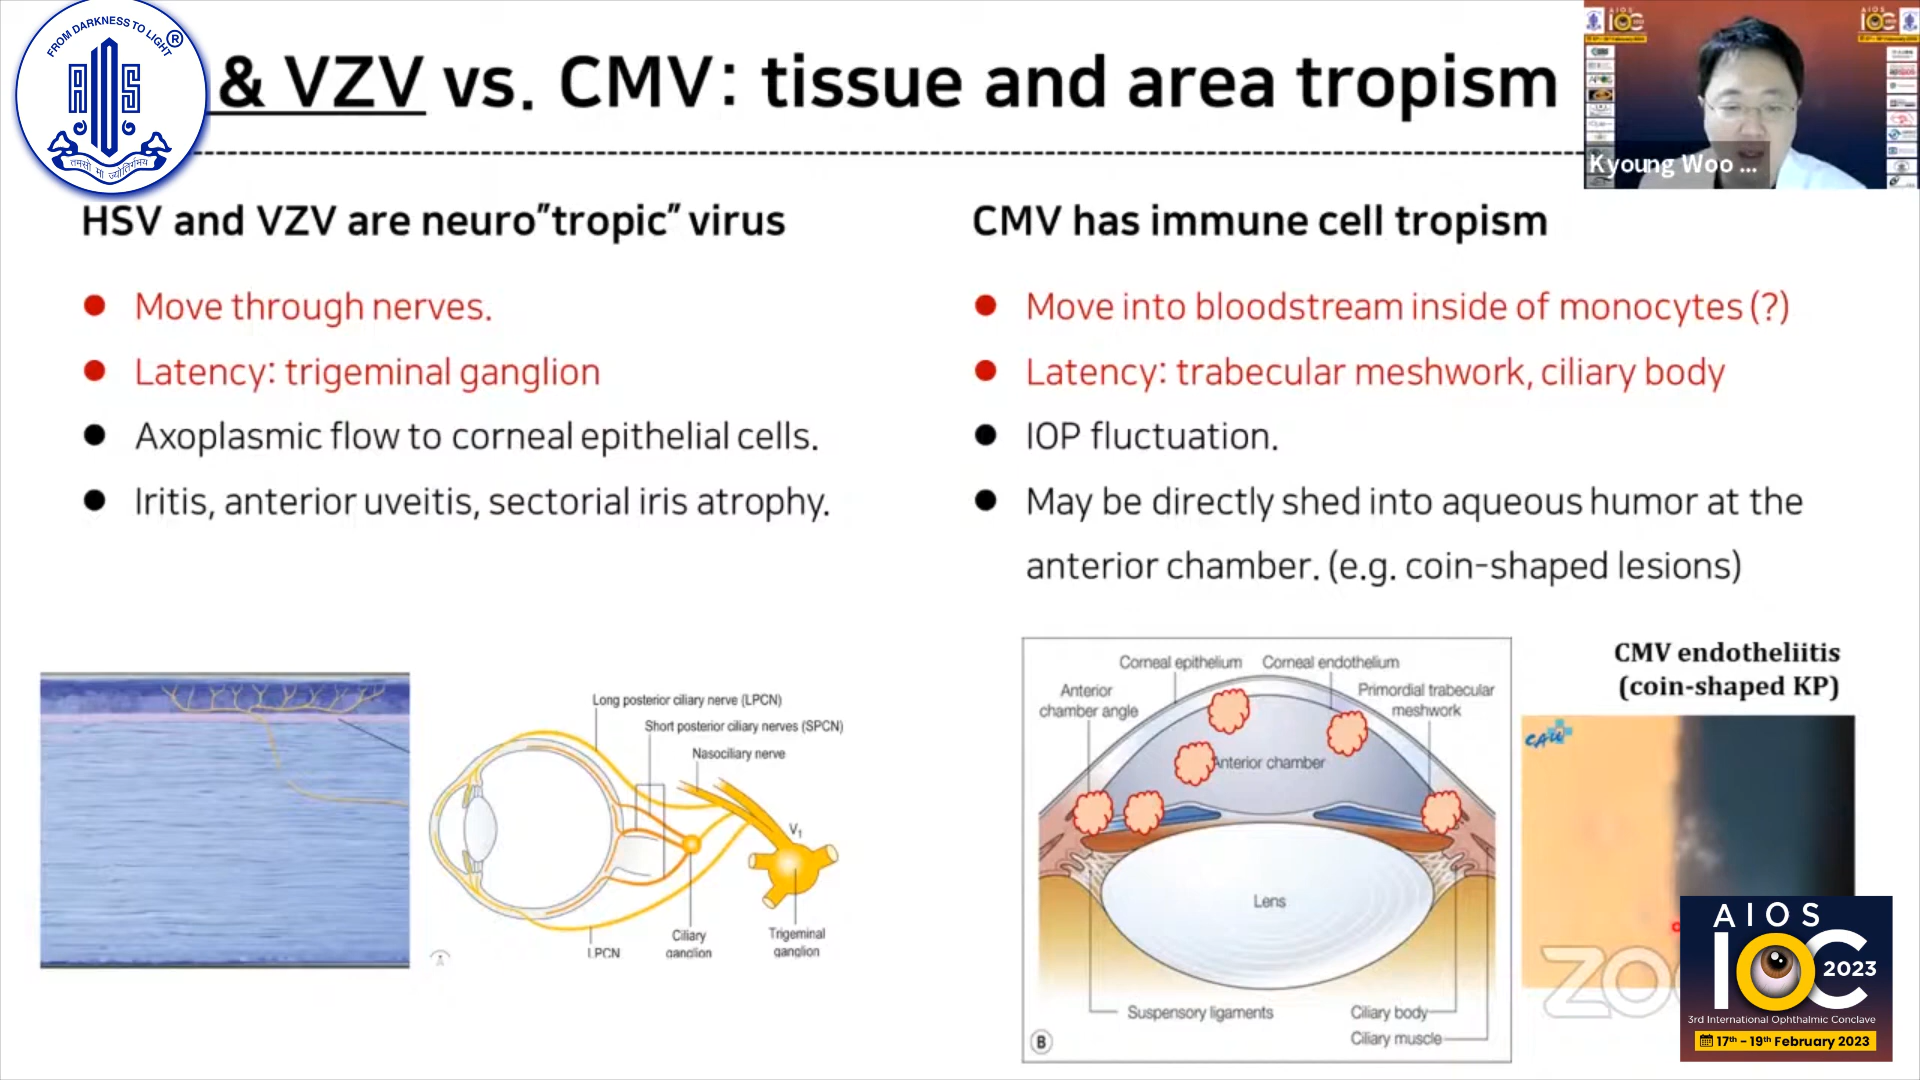 FROM DARKNESS TO LIGHT
®
AIOS
तमसो मा ज्योतिर्गमय
& VZV vs. CMV: tissue and area tropism
Kyoung Woo ...
HSV and VZV are neuro"tropic" virus
Move through nerves.
Latency: trigeminal ganglion
Axoplasmic flow to corneal epithelial cells.
Iritis, anterior uveitis, sectorial iris atrophy.
CMV has immune cell tropism
Move into bloodstream inside of monocytes (?)
Latency: trabecular meshwork, ciliary body
IOP fluctuation.
May be directly shed into aqueous humor at the
anterior chamber. (e.g. coin-shaped lesions)
Long posterior ciliary nerve (LPCN)
Short posterior ciliary nerves (SPCN)
Nasociliary nerve
V1
LPCN
Ciliary
ganglion
Trigeminal
ganglion
Corneal epithelium
Corneal endothelium
Anterior
chamber angle
Primordial trabecular
meshwork
Anterior chamber
Lens
Suspensory ligaments
Ciliary body
Ciliary muscle
B
CMV endotheliitis
(coin-shaped KP)
CAU
ZO
AIOS
IOC
2023
3rd International Ophthalmic Conclave
17th - 19th February 2023